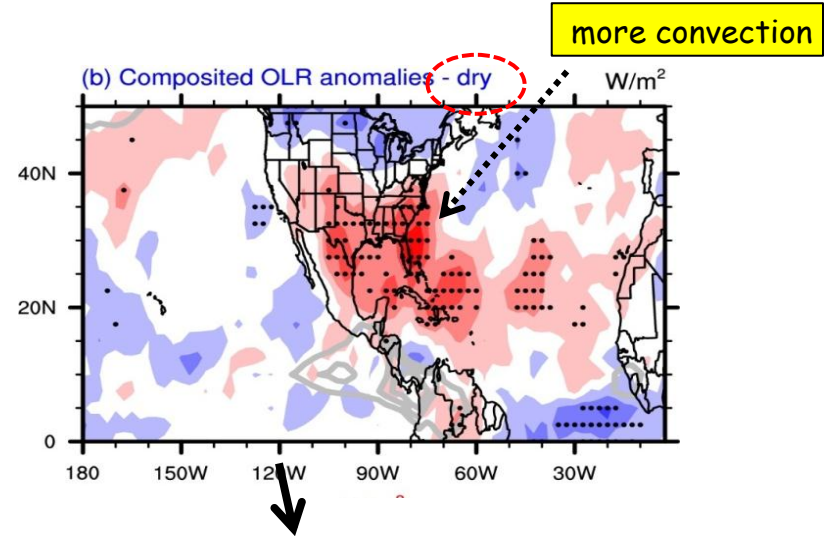 more convection
(b) Composited OLR anomalies - dry W/m²
40N
20N
0
180 150W 120W 90W 60W 30W